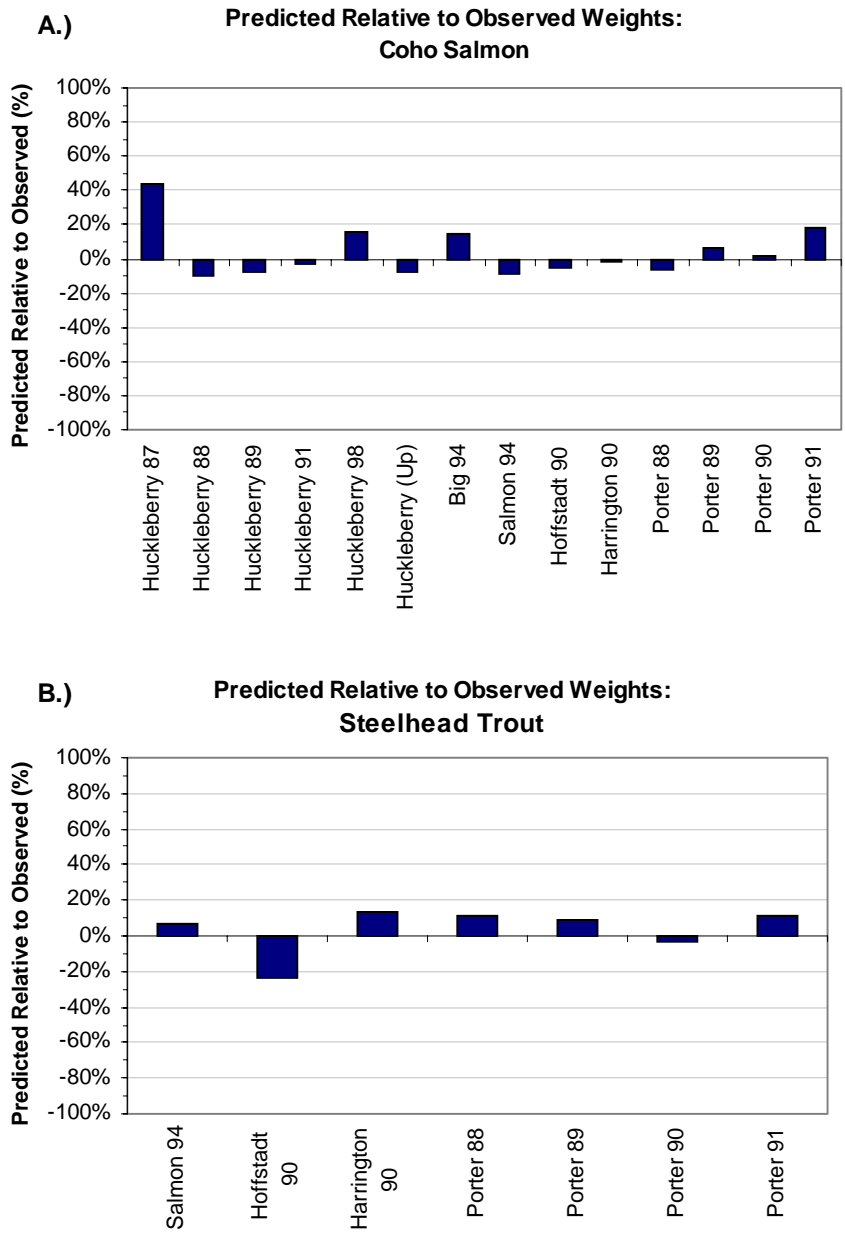 A.)
Predicted Relative to Observed Weights:
Coho Salmon
Predicted Relative to Observed (%)
100%
80%
60%
40%
20%
0%
-20%
-40%
-60%
-80%
-100%
Huckleberry 87
Huckleberry 88
Huckleberry 89
Huckleberry 91
Huckleberry 98
Huckleberry (Up)
Big 94
Salmon 94
Hoffstadt 90
Harrington 90
Porter 88
Porter 89
Porter 90
Porter 91
B.)
Predicted Relative to Observed Weights:
Steelhead Trout
Predicted Relative to Observed (%)
100%
80%
60%
40%
20%
0%
-20%
-40%
-60%
-80%
-100%
Salmon 94
Hoffstadt
90
Harrington
90
Porter 88
Porter 89
Porter 90
Porter 91